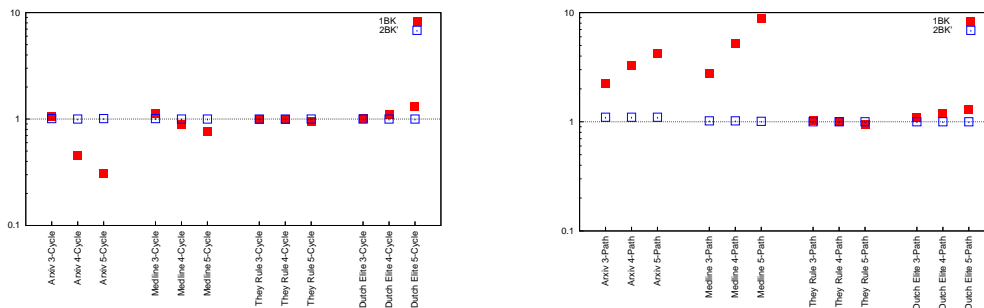 10
1
0.1
1BK
2BK'
Arxiv 3-Cycle
Arxiv 4-Cycle
Arxiv 5-Cycle
Medline 3-Cycle
Medline 4-Cycle
Medline 5-Cycle
They Rule 3-Cycle
They Rule 4-Cycle
They Rule 5-Cycle
Dutch Elite 3-Cycle
Dutch Elite 4-Cycle
Dutch Elite 5-Cycle
10
1
0.1
1BK
2BK'
Arxiv 3-Path
Arxiv 4-Path
Arxiv 5-Path
Medline 3-Path
Medline 4-Path
Medline 5-Path
They Rule 3-Path
They Rule 4-Path
They Rule 5-Path
Dutch Elite 3-Path
Dutch Elite 4-Path
Dutch Elite 5-Path